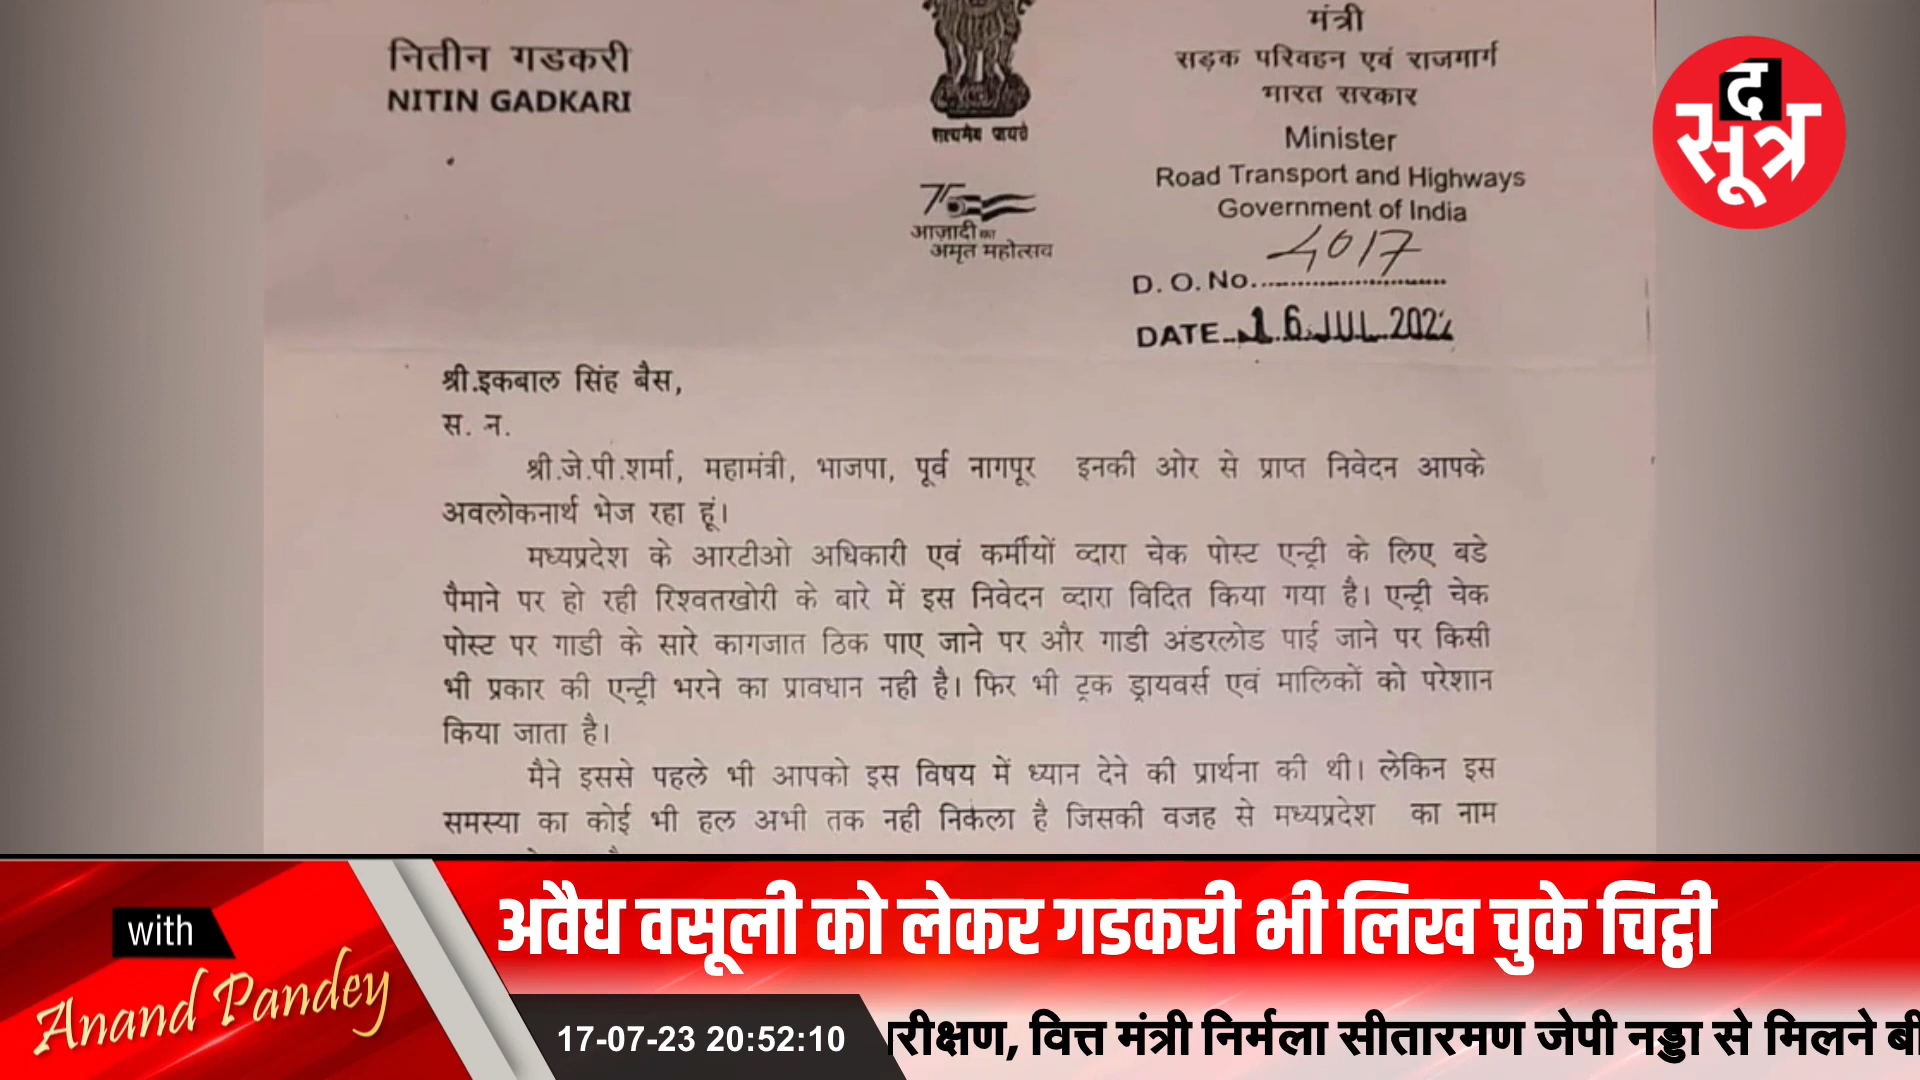 नितीन गडकरी
NITIN GADKARI
सत्यमेव जयते
75
आज़ादी का
अमृत महोत्सव
मंत्री
सड़क परिवहन एवं राजमार्ग
भारत सरकार
Minister
Road Transport and Highways
Government of India
D. O. No. 4017
DATE 16 JUL 2022
द
सूत्र
श्री.इकबाल सिंह बैस,
स. न.
श्री.जे.पी.शर्मा, महामंत्री, भाजपा, पूर्व नागपूर इनकी ओर से प्राप्त निवेदन आपके
अवलोकनार्थ भेज रहा हूं।
मध्यप्रदेश के आरटीओ अधिकारी एवं कर्मीयों व्दारा चेक पोस्ट एन्ट्री के लिए बडे
पैमाने पर हो रही रिश्वतखोरी के बारे में इस निवेदन व्दारा विदित किया गया है। एन्ट्री चेक
पोस्ट पर गाडी के सारे कागजात ठिक पाए जाने पर और गाडी अंडरलोड पाई जाने पर किसी
भी प्रकार की एन्ट्री भरने का प्रावधान नही है। फिर भी ट्रक ड्रायवर्स एवं मालिकों को परेशान
किया जाता है।
मैने इससे पहले भी आपको इस विषय में ध्यान देने की प्रार्थना की थी। लेकिन इस
समस्या का कोई भी हल अभी तक नही निकला है जिसकी वजह से मध्यप्रदेश का नाम
with
Anand Pandey
अवैध वसूली को लेकर गडकरी भी लिख चुके चिट्ठी
17-07-23 20:52:10
रीक्षण, वित्त मंत्री निर्मला सीतारमण जेपी नड्डा से मिलने बी